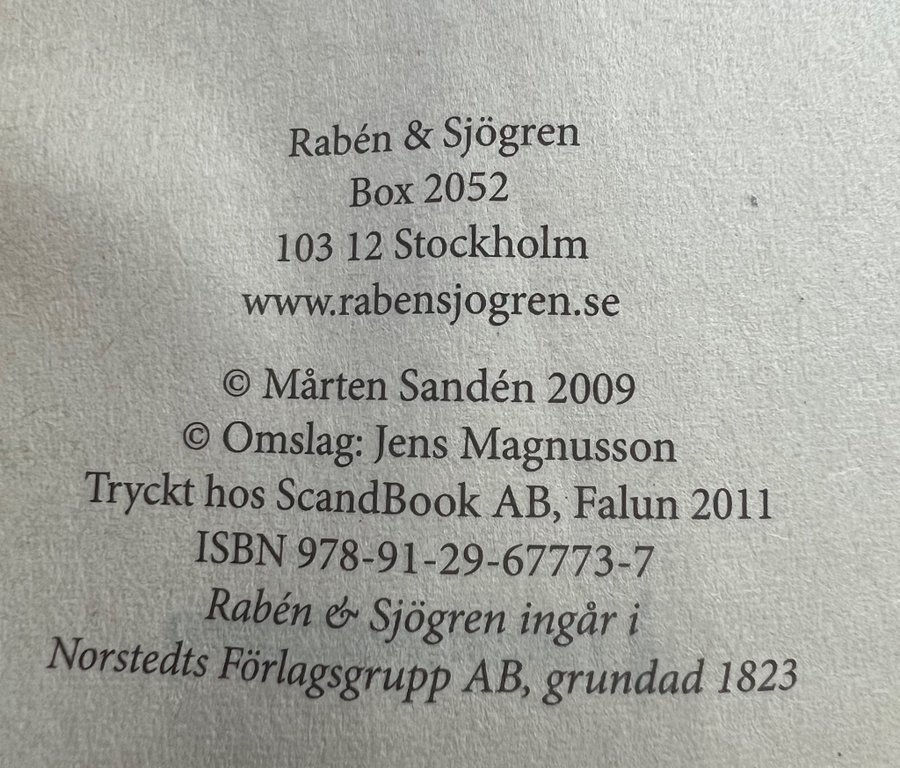 Rabén & Sjögren
Box 2052
103 12 Stockholm
www.rabensjogren.se
© Mårten Sandén 2009
© Omslag: Jens Magnusson
Tryckt hos ScandBook AB, Falun 2011
ISBN 978-91-29-67773-7
Rabén & Sjögren ingår i
Norstedts Förlagsgrupp AB, grundad 1823